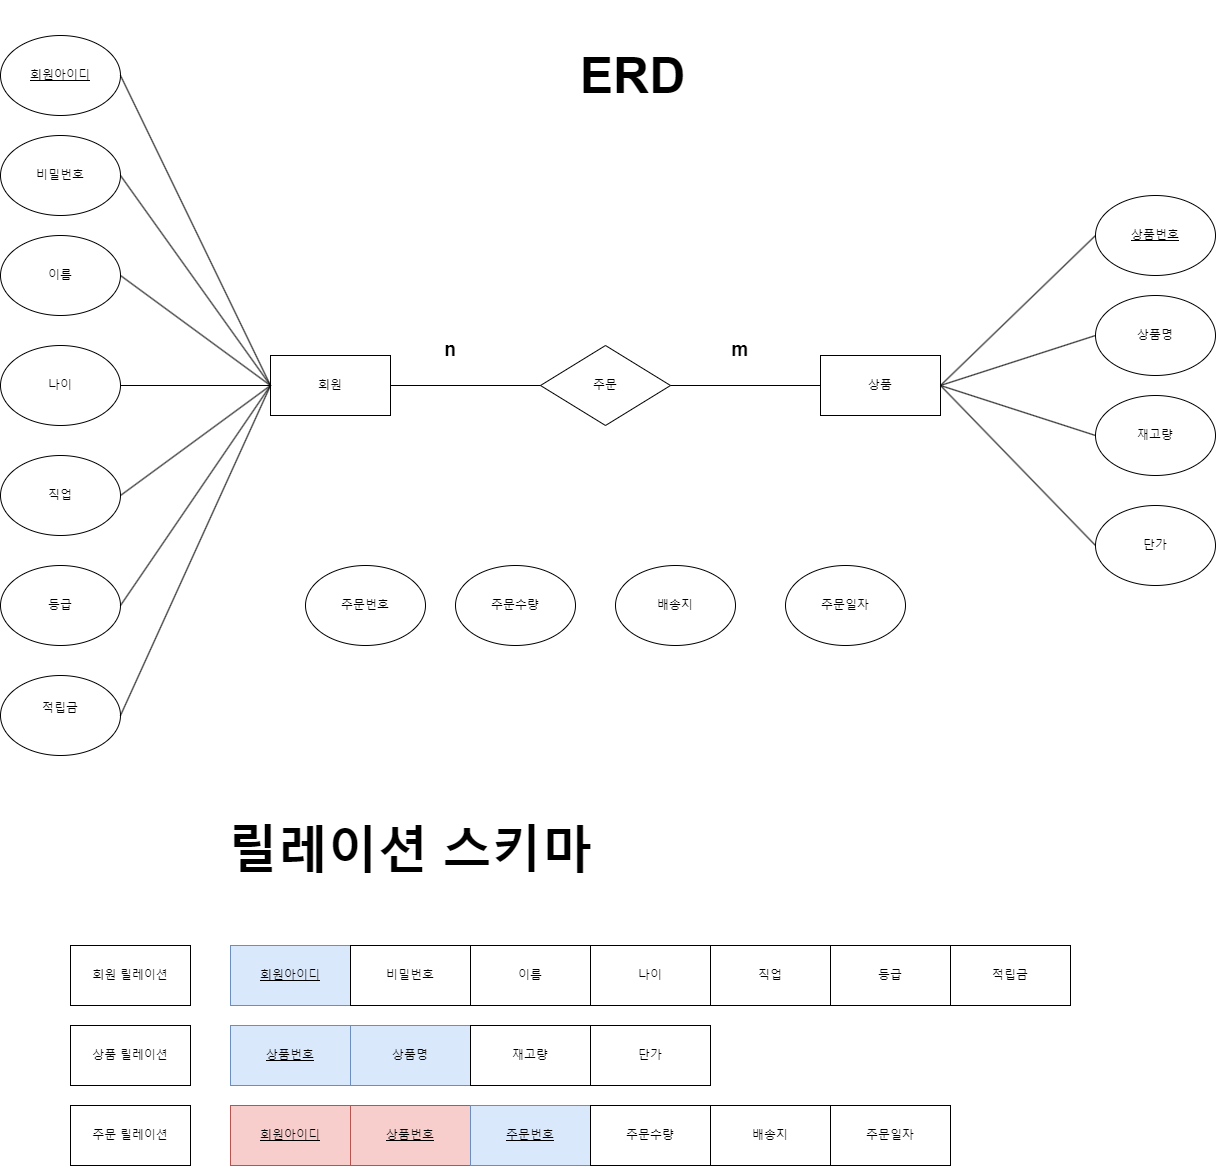 ERD
회원아이디
비밀번호
이름
나이
직업
등급
적립금
회원
n
주문
m
상품
상품번호
상품명
재고량
단가
주문번호
주문수량
배송지
주문일자
릴레이션 스키마
회원 릴레이션 회원아이디 비밀번호 이름 나이 직업 등급 적립금
상품 릴레이션 상품번호 상품명 재고량 단가
주문 릴레이션 회원아이디 상품번호 주문번호 주문수량 배송지 주문일자